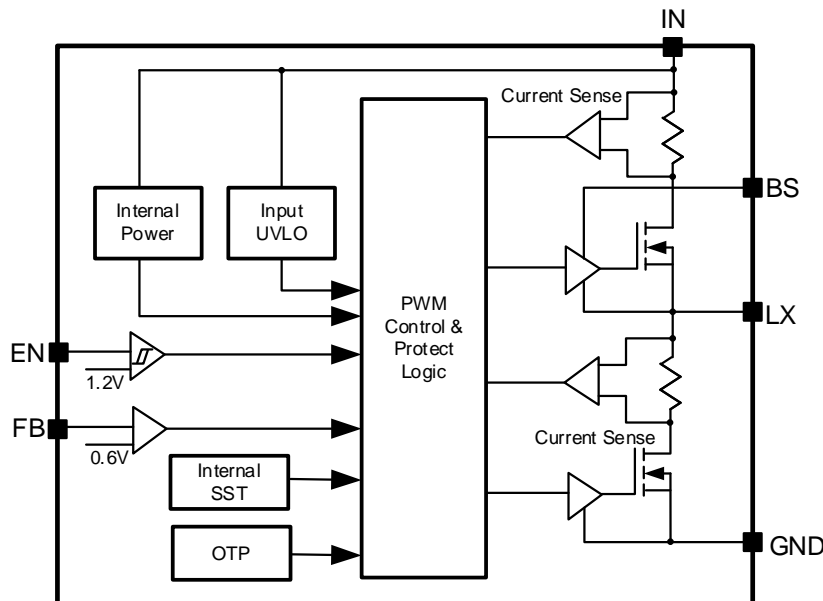 IN
Current Sense
BS
Internal
Power
Input
UVLO
PWM
Control &
Protect
Logic
LX
EN
1.2V
FB
0.6V
Current Sense
Internal
SST
OTP
GND